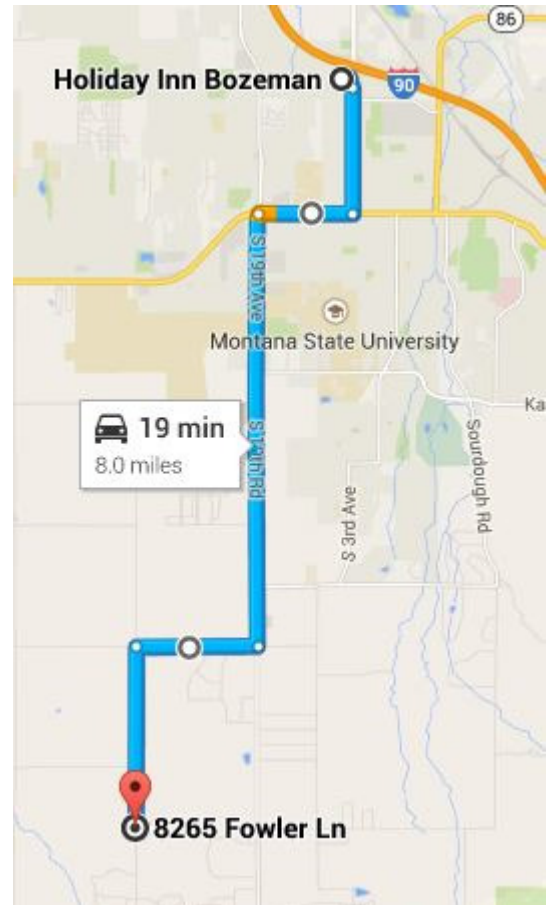 86
Holiday Inn Bozeman
90
S 19th Ave
Montana State University
19 min
8.0 miles
S 19th Rd
Ka
Sourdough Rd
S 3rd Ave
8265 Fowler Ln